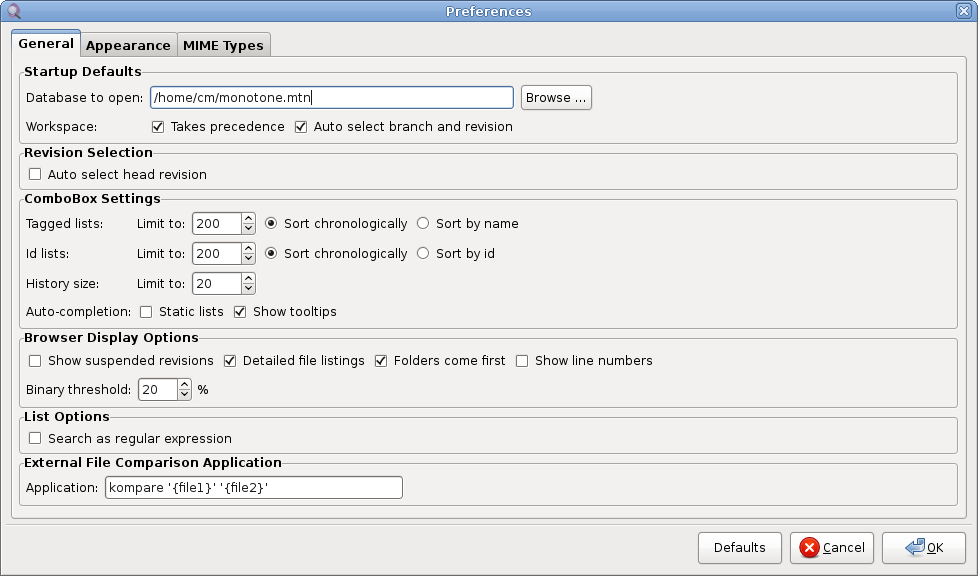 Preferences
General Appearance MIME Types
Startup Defaults
Database to open: /home/cm/monotone.mtn Browse ...
Workspace: Takes precedence Auto select branch and revision
Revision Selection
Auto select head revision
ComboBox Settings
Tagged lists: Limit to: 200 Sort chronologically Sort by name
Id lists: Limit to: 200 Sort chronologically Sort by id
History size: Limit to: 20
Auto-completion: Static lists Show tooltips
Browser Display Options
Show suspended revisions Detailed file listings Folders come first Show line numbers
Binary threshold: 20 %
List Options
Search as regular expression
External File Comparison Application
Application: kompare '{file1}' '{file2}'
Defaults Cancel OK